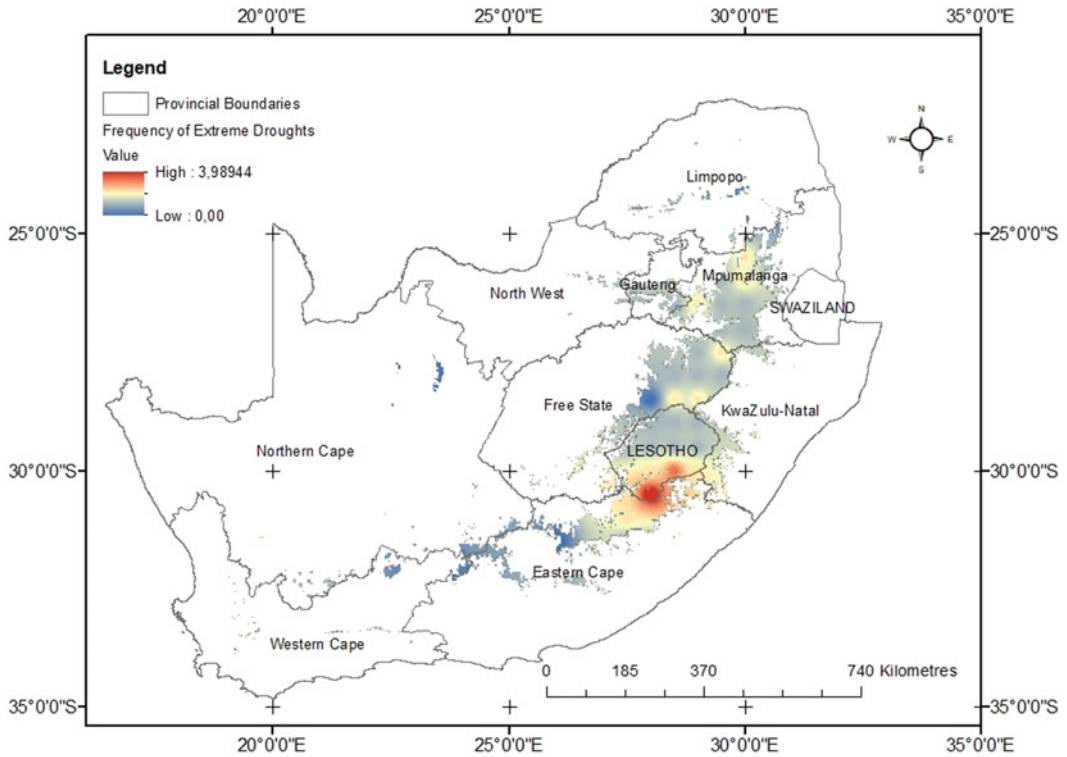 20°0'0"E 25°0'0"E 30°0'0"E 35°0'0"E
Legend
Provincial Boundaries
Frequency of Extreme Droughts
Value
High : 3,98944
Low : 0,00
N
W E
S
Limpopo
25°0'0"S 25°0'0"S
Mpumalanga
Gauteng
North West
SWAZILAND
Free State
KwaZulu-Natal
Northern Cape
LESOTHO
30°0'0"S 30°0'0"S
Eastern Cape
Western Cape
0 185 370 740 Kilometres
35°0'0"S 35°0'0"S
20°0'0"E 25°0'0"E 30°0'0"E 35°0'0"E